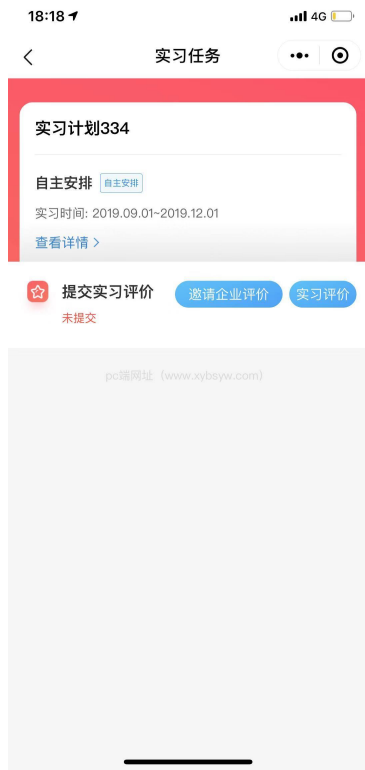 18:18
4G
实习任务
实习计划334
自主安排 自主安排
实习时间: 2019.09.01~2019.12.01
查看详情 >
提交实习评价 邀请企业评价 实习评价
未提交
pc端网址（www.xybsyw.com）